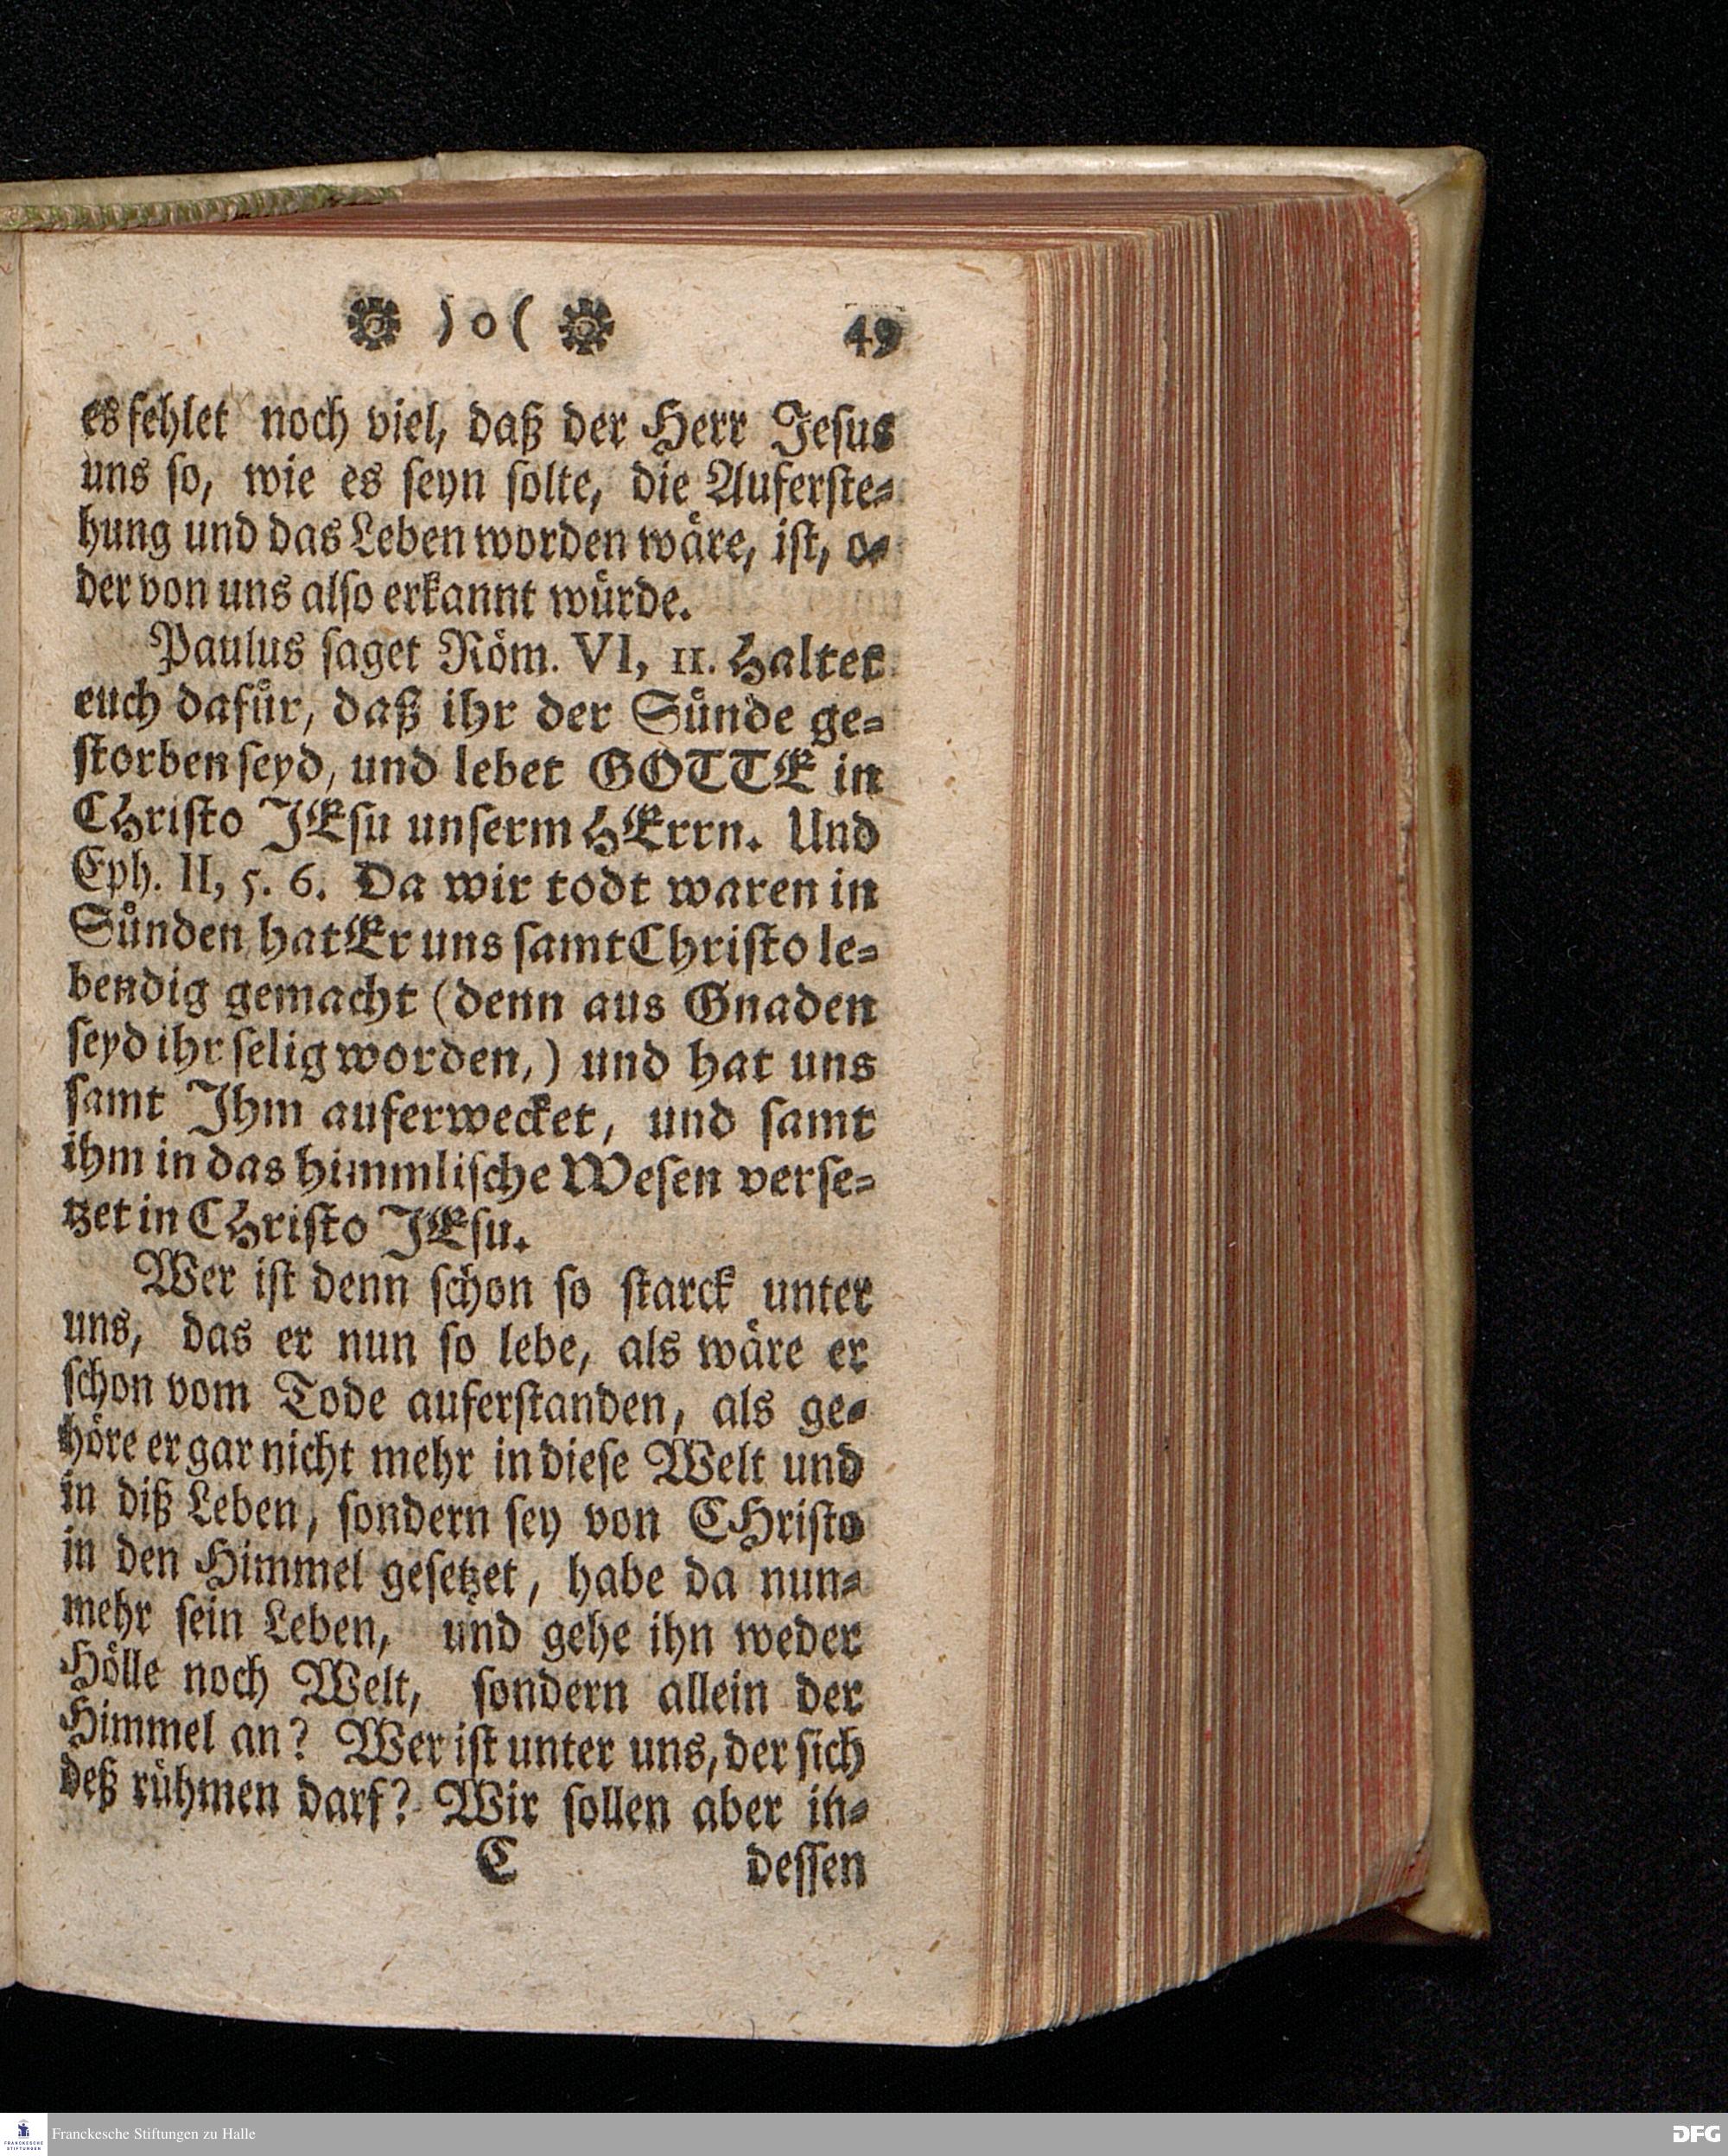 ) o ( 49
es fehlet noch viel, daß der Herr Jesus
uns so, wie es seyn solte, die Auferste-
hung und das Leben worden wäre, ist, o-
der von uns also erkannt würde.
Paulus saget Röm. VI, 11. Haltet
euch dafür, daß ihr der Sünde ge-
storben seyd, und lebet GOTTE in
CHristo JEsu unserm HErrn. Und
Eph. II, 5. 6. Da wir todt waren in
Sünden, hat Er uns samt Christo le-
bendig gemacht (denn aus Gnaden
seyd ihr selig worden,) und hat uns
samt Ihm auferwecket, und samt
ihm in das himmlische Wesen verse-
tzet in CHristo JEsu.
Wer ist denn schon so starck unter
uns, das er nun so lebe, als wäre er
schon vom Tode auferstanden, als ge-
höre er gar nicht mehr in diese Welt und
in diß Leben, sondern sey von CHristo
in den Himmel gesetzet, habe da nun-
mehr sein Leben, und gehe ihn weder
Hölle noch Welt, sondern allein der
Himmel an? Wer ist unter uns, der sich
deß rühmen darf? Wir sollen aber in-
C dessen
FRANCKESCHE
STIFTUNGEN
Franckesche Stiftungen zu Halle
DFG